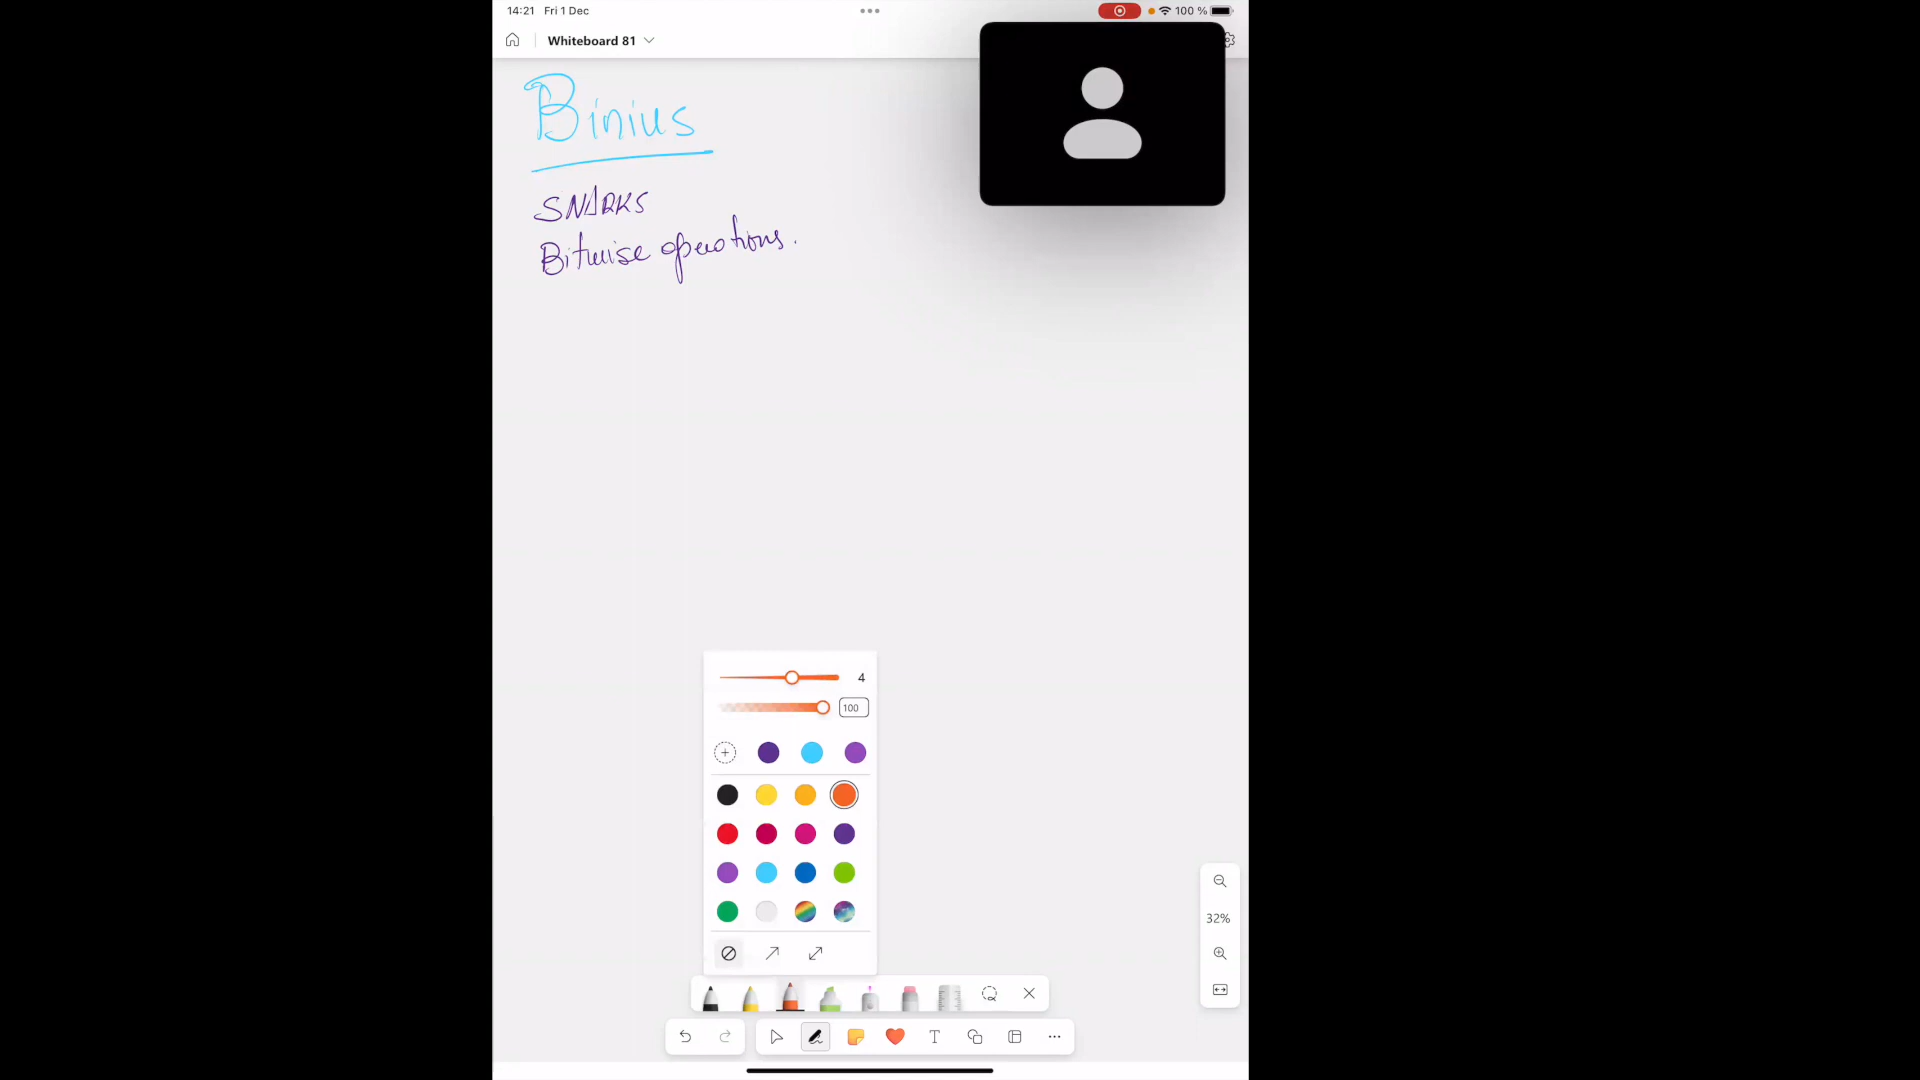 14:21 Fri 1 Dec
100 %
Whiteboard 81
Binius
SNARKS
Bitwise operations.
4
100
32%